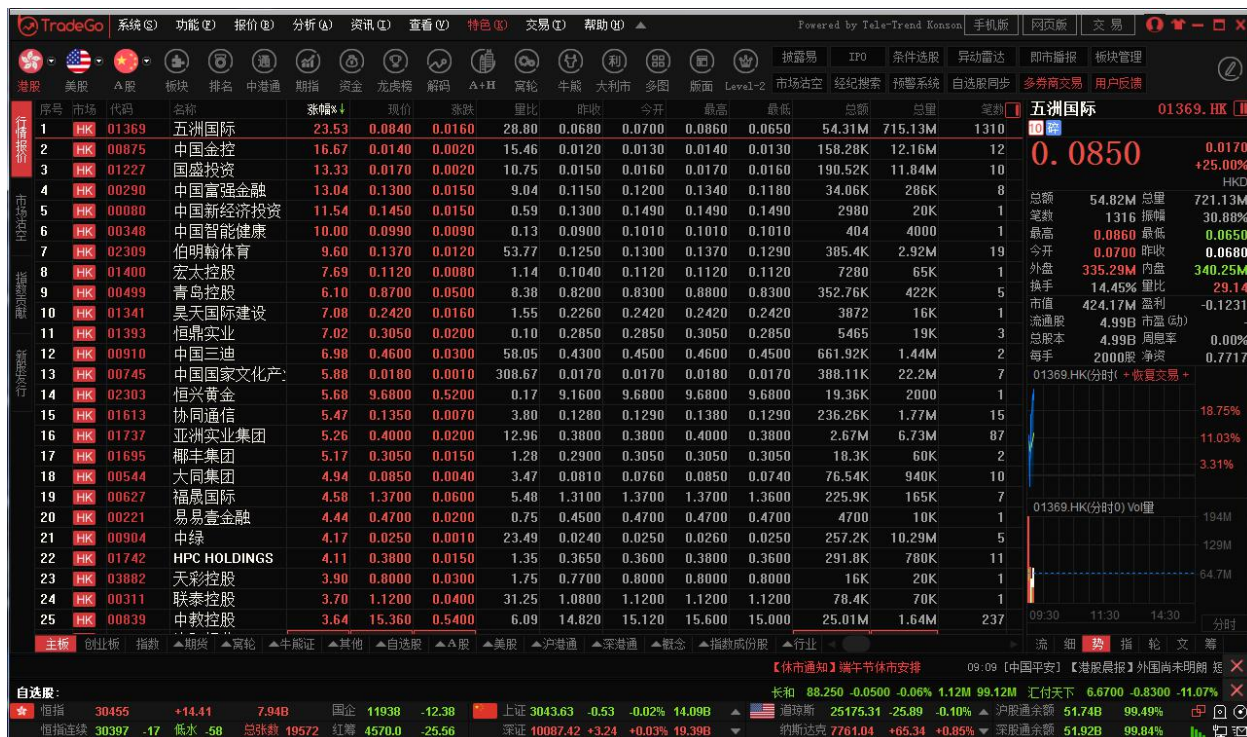 TradeGo 系统(S) 功能(F) 报价(B) 分析(A) 资讯(I) 查看(V) 特色(K) 交易(T) 帮助(H) Powered by Tele-Trend Konson 手机版 网页版 交易
披露易 IPO 条件选股 异动雷达 即市播报 板块管理
港股 美股 A股 板块 排名 中港通 期指 资金 龙虎榜 解码 A+H 窝轮 牛熊 大利市 多图 版面 Level-2 市场沽空 经纪搜索 预警系统 自选股同步 多券商交易 用户反馈
行情报价
市场沽空
指数贡献
新股发行
序号 市场 代码 名称 涨幅%↓ 现价 涨跌 量比 昨收 今开 最高 最低 总额 总量 笔数
1 HK 01369 五洲国际 23.53 0.0840 0.0160 28.80 0.0680 0.0700 0.0860 0.0650 54.31M 715.13M 1310
2 HK 00875 中国金控 16.67 0.0140 0.0020 15.46 0.0120 0.0130 0.0140 0.0130 158.28K 12.16M 12
3 HK 01227 国盛投资 13.33 0.0170 0.0020 10.75 0.0150 0.0160 0.0170 0.0160 190.52K 11.84M 10
4 HK 00290 中国富强金融 13.04 0.1300 0.0150 9.04 0.1150 0.1200 0.1340 0.1180 34.06K 286K 8
5 HK 00080 中国新经济投资 11.54 0.1450 0.0150 0.59 0.1300 0.1490 0.1490 0.1490 2980 20K 1
6 HK 00348 中国智能健康 10.00 0.0990 0.0090 0.13 0.0900 0.1010 0.1010 0.1010 404 4000 1
7 HK 02309 伯明翰体育 9.60 0.1370 0.0120 53.77 0.1250 0.1300 0.1370 0.1290 385.4K 2.92M 19
8 HK 01400 宏太控股 7.69 0.1120 0.0080 1.14 0.1040 0.1120 0.1120 0.1120 7280 65K 1
9 HK 00499 青岛控股 6.10 0.8700 0.0500 8.38 0.8200 0.8300 0.8800 0.8300 352.76K 422K 5
10 HK 01341 昊天国际建设 7.08 0.2420 0.0160 1.55 0.2260 0.2420 0.2420 0.2420 3872 16K 1
11 HK 01393 恒鼎实业 7.02 0.3050 0.0200 0.10 0.2850 0.2850 0.3050 0.2850 5465 19K 3
12 HK 00910 中国三迪 6.98 0.4600 0.0300 58.05 0.4300 0.4500 0.4600 0.4500 661.92K 1.44M 2
13 HK 00745 中国国家文化产 5.88 0.0180 0.0010 308.67 0.0170 0.0170 0.0180 0.0170 388.11K 22.2M 7
14 HK 02303 恒兴黄金 5.68 9.6800 0.5200 0.17 9.1600 9.6800 9.6800 9.6800 19.36K 2000 1
15 HK 01613 协同通信 5.47 0.1350 0.0070 3.80 0.1280 0.1290 0.1380 0.1290 236.26K 1.77M 15
16 HK 01737 亚洲实业集团 5.26 0.4000 0.0200 12.96 0.3800 0.3800 0.4000 0.3800 2.67M 6.73M 87
17 HK 01695 椰丰集团 5.17 0.3050 0.0150 1.28 0.2900 0.3050 0.3050 0.3050 18.3K 60K 2
18 HK 00544 大同集团 4.94 0.0850 0.0040 3.47 0.0810 0.0760 0.0850 0.0740 76.54K 940K 10
19 HK 00627 福晟国际 4.58 1.3700 0.0600 5.48 1.3100 1.3700 1.3700 1.3600 225.9K 165K 7
20 HK 00221 易易壹金融 4.44 0.4700 0.0200 0.75 0.4500 0.4700 0.4700 0.4700 4700 10K 1
21 HK 00904 中绿 4.17 0.0250 0.0010 23.49 0.0240 0.0250 0.0260 0.0250 257.2K 10.29M 5
22 HK 01742 HPC HOLDINGS 4.11 0.3800 0.0150 1.35 0.3650 0.3600 0.3800 0.3600 291.8K 780K 11
23 HK 03882 天彩控股 3.90 0.8000 0.0300 1.75 0.7700 0.8000 0.8000 0.8000 16K 20K 1
24 HK 00311 联泰控股 3.70 1.1200 0.0400 31.25 1.0800 1.1200 1.1200 1.1200 78.4K 70K 1
25 HK 00839 中教控股 3.64 15.360 0.5400 6.09 14.820 15.120 15.600 15.000 25.01M 1.64M 237
五洲国际 01369.HK
10 碎
0.0850 0.0170
+25.00%
HKD
总额 54.82M 总量 721.13M
笔数 1316 振幅 30.88%
最高 0.0860 最低 0.0650
今开 0.0700 昨收 0.0680
外盘 335.29M 内盘 340.25M
换手 14.45% 量比 29.14
市值 424.17M 盈利 -0.1231
流通股 4.99B 市盈(动) -
总股本 4.99B 周息率 0.00%
每手 2000股 净资 0.7717
01369.HK(分时( +恢复交易+
18.75%
11.03%
3.31%
01369.HK(分时0) Vol量
194M
129M
64.7M
09:30 11:30 14:30 分时
主板 创业板 指数 ▲期货 ▲窝轮 ▲牛熊证 ▲其他 ▲自选股 ▲A股 ▲美股 ▲沪港通 ▲深港通 ▲概念 ▲指数成份股 ▲行业 流 细 势 指 轮 文 筹
【休市通知】端午节休市安排 09:09 [中国平安]【港股晨报】外围尚未明朗
自选股: 长和 88.250 -0.0500 -0.06% 1.12M 99.12M 汇付天下 6.6700 -0.8300 -11.07%
恒指 30455 +14.41 7.94B 国企 11938 -12.38 上证 3043.63 -0.53 -0.02% 14.09B 道琼斯 25175.31 -25.89 -0.10% 沪股通余额 51.74B 99.49%
恒指连续 30397 -17 低水 -58 总张数 19572 红筹 4570.0 -25.56 深证 10087.42 +3.24 +0.03% 19.39B 纳斯达克 7761.04 +65.34 +0.85% 深股通余额 51.92B 99.84%